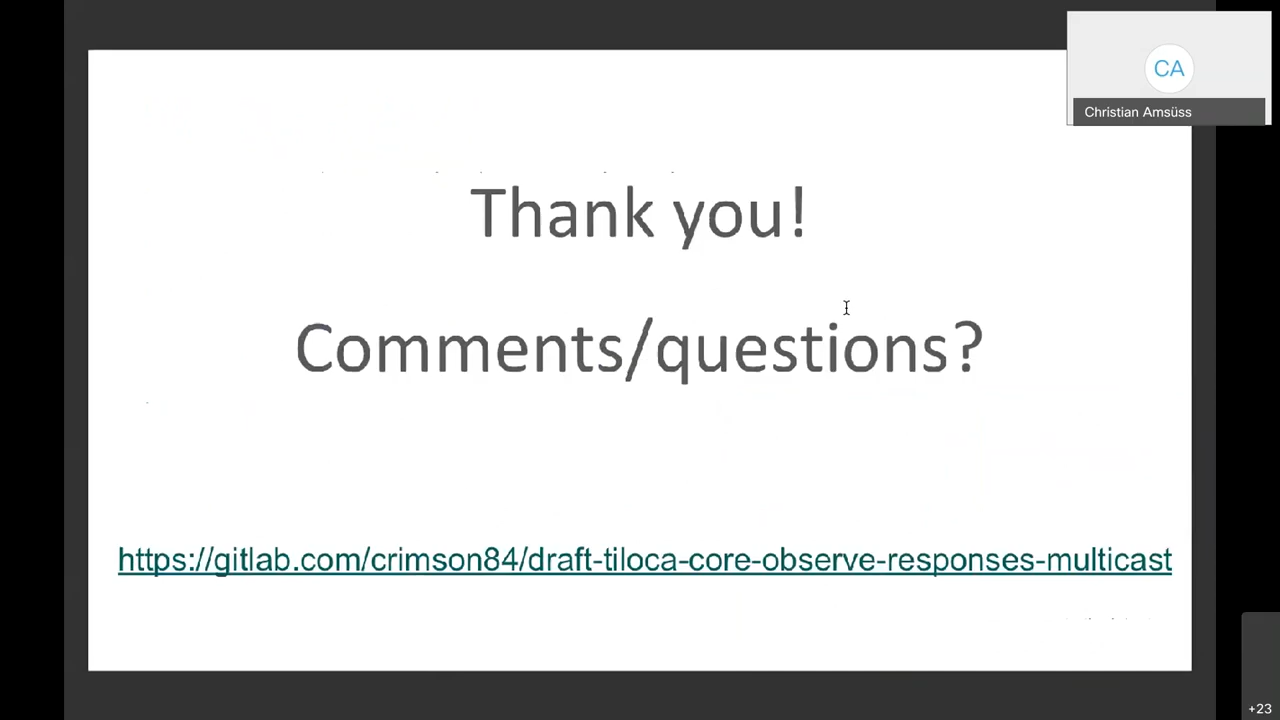 CA
Christian Amsüss
Thank you!
Comments/questions?
https://gitlab.com/crimson84/draft-tiloca-core-observe-responses-multicast
+23